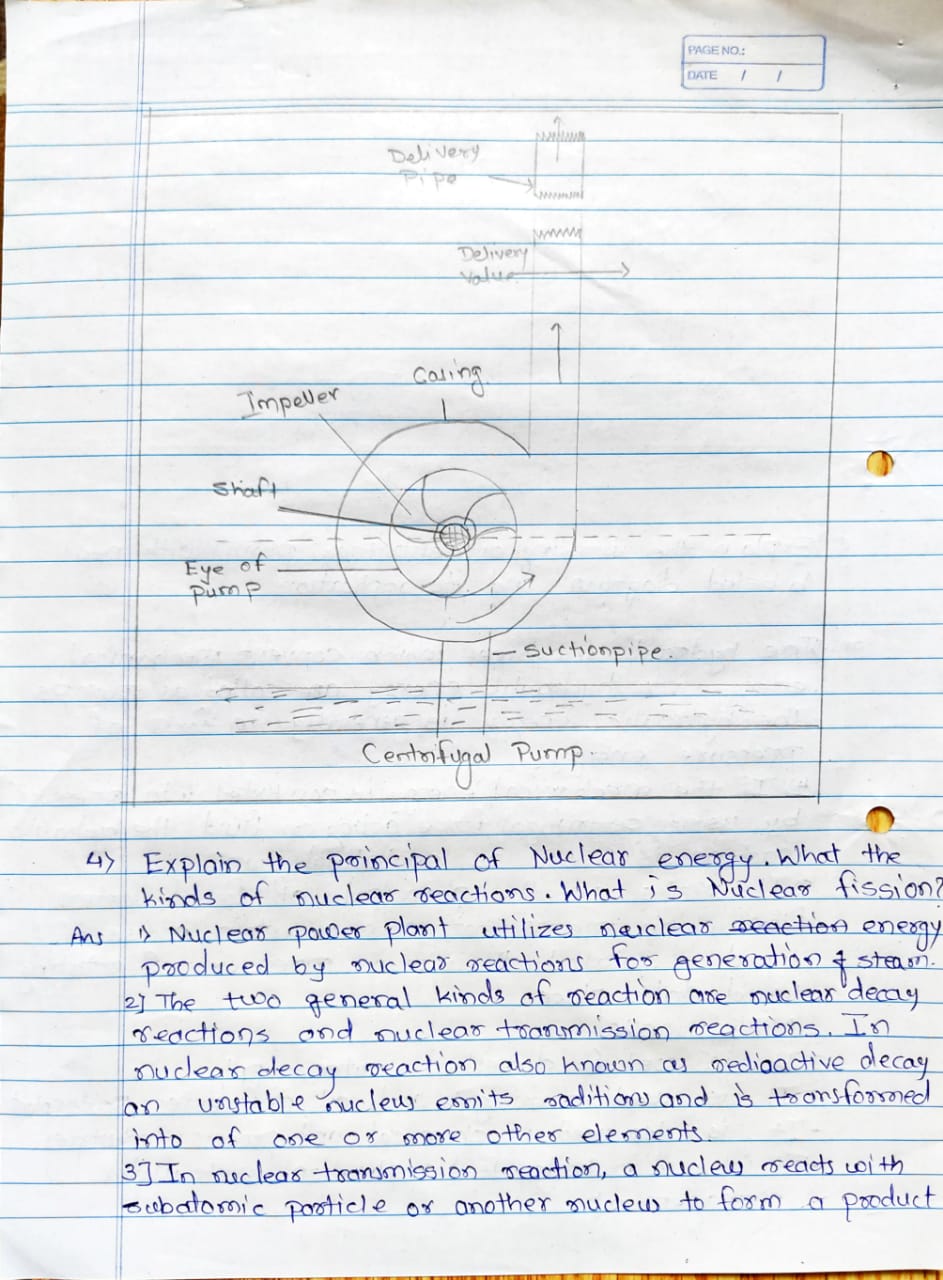 PAGE NO.:
DATE / /
Delivery
Pipe
Delivery
Value
Casing
Impeller
Shaft
Eye of
Pump
Suctionpipe.
Centrifugal Pump.
4) Explain the principal of Nuclear energy. What the
kinds of nuclear reactions. What is Nuclear fission?
Ans 1) Nuclear power plant utilizes nuclear reaction energy
produced by nuclear reactions for generation of steam.
2] The two general kinds of reaction are nuclear decay
reactions and nuclear transmission reactions. In
nuclear decay reaction also known as redioactive decay
an unstable nucleus emits raditions and is transformed
into of one or more other elements.
3] In nuclear transmission reaction, a nucleus reacts with
subatomic particle or another nucleus to form a product